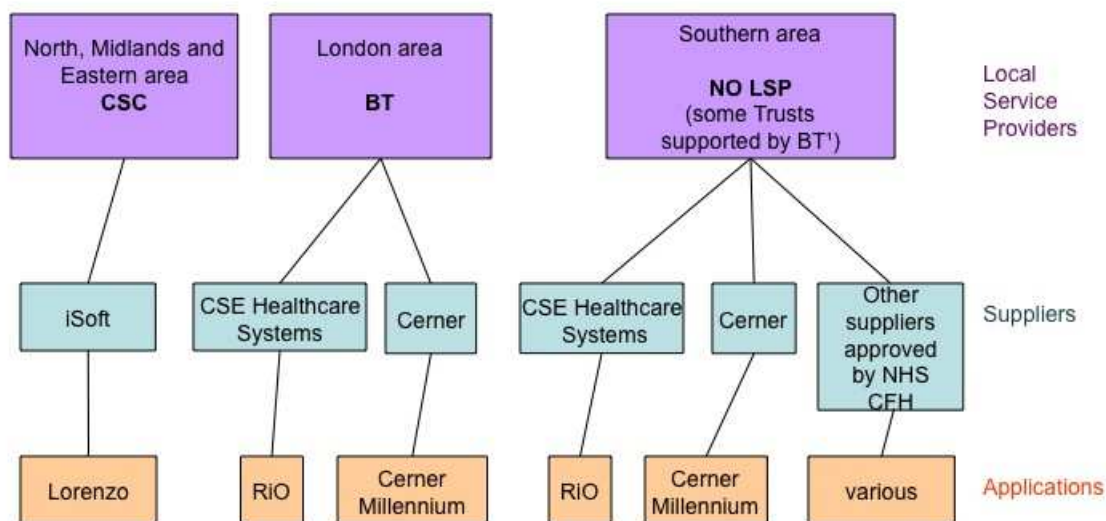 North, Midlands and
Eastern area
CSC
London area
BT
Southern area
NO LSP
(some Trusts
supported by BT¹)
Local
Service
Providers
iSoft
CSE Healthcare
Systems
Cerner
CSE Healthcare
Systems
Cerner
Other
suppliers
approved
by NHS
CFH
Suppliers
Lorenzo
RiO
Cerner
Millennium
RiO
Cerner
Millennium
various
Applications